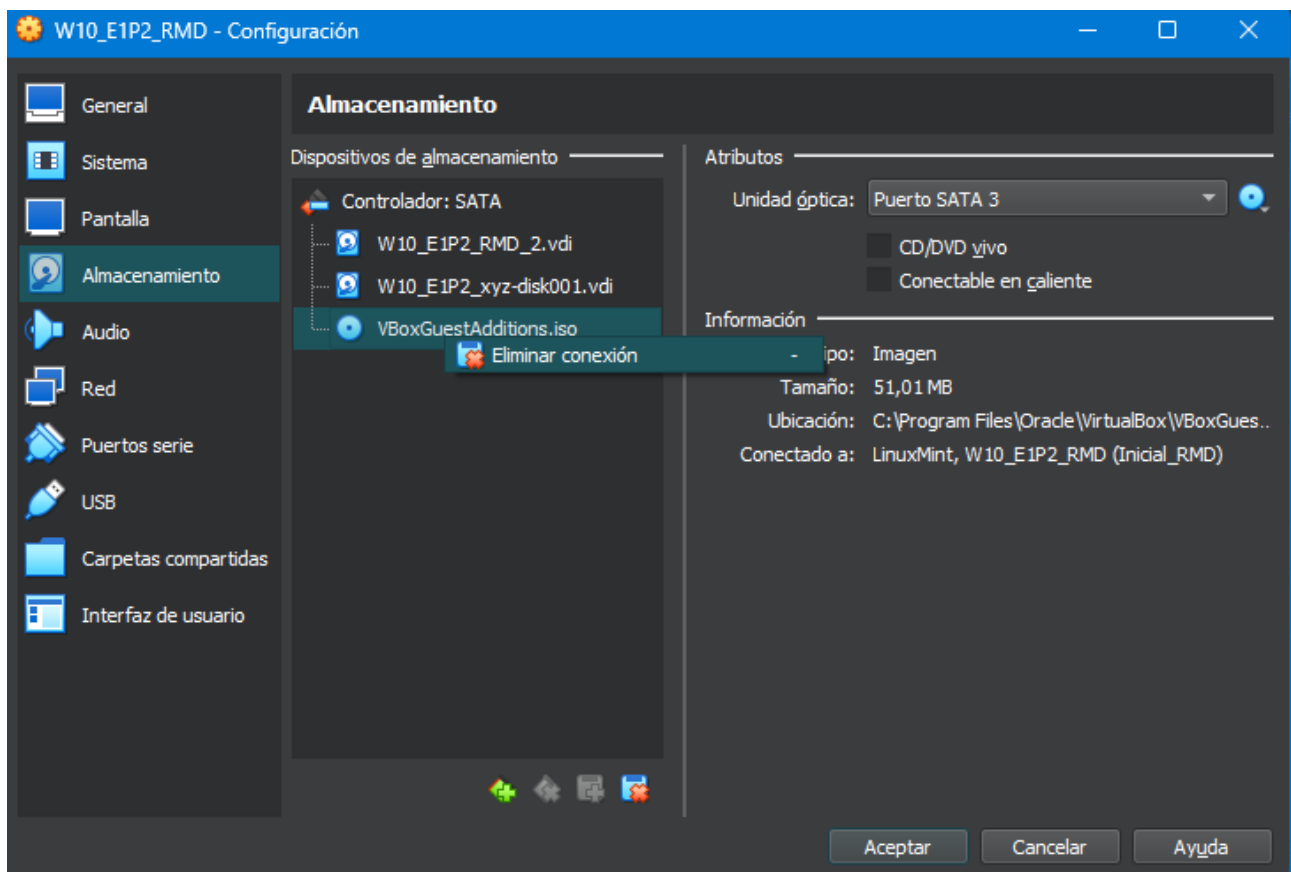 W10_E1P2_RMD - Configuración
General
Sistema
Pantalla
Almacenamiento
Audio
Red
Puertos serie
USB
Carpetas compartidas
Interfaz de usuario
Almacenamiento
Dispositivos de almacenamiento
Controlador: SATA
W10_E1P2_RMD_2.vdi
W10_E1P2_xyz-disk001.vdi
VBoxGuestAdditions.iso
Eliminar conexión -
Atributos
Unidad óptica: Puerto SATA 3
CD/DVD vivo
Conectable en caliente
Información
ipo: Imagen
Tamaño: 51,01 MB
Ubicación: C:\Program Files\Oracle\VirtualBox\VBoxGues..
Conectado a: LinuxMint, W10_E1P2_RMD (Inicial_RMD)
Aceptar Cancelar Ayuda